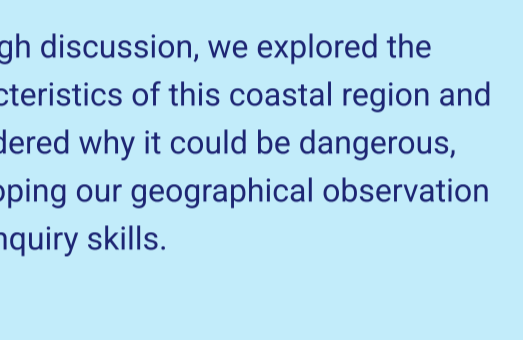 gh discussion, we explored the
cteristics of this coastal region and
dered why it could be dangerous,
oping our geographical observation
nquiry skills.